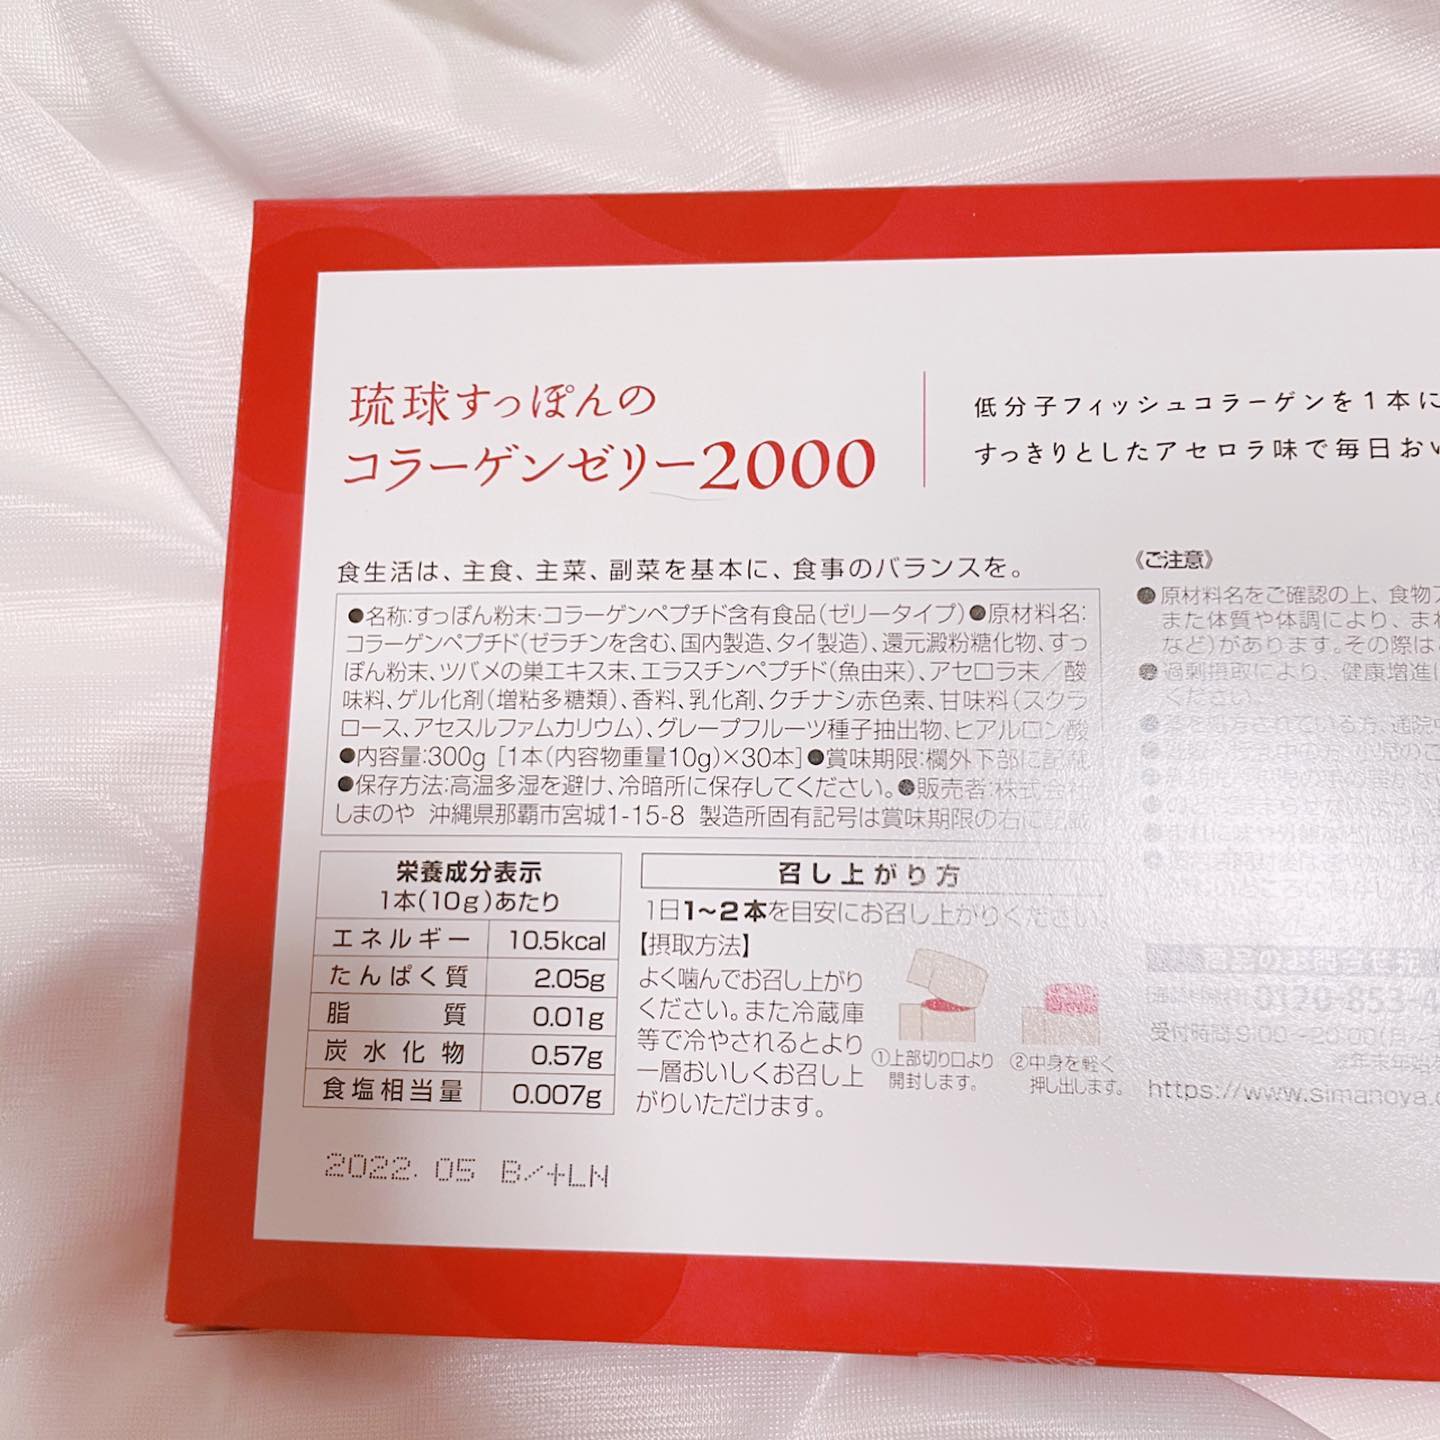 琉球すっぽんの
コラーゲンゼリー2000
低分子フィッシュコラーゲンを1本に
すっきりとしたアセロラ味で毎日おい
食生活は、主食、主菜、副菜を基本に、食事のバランスを。
●名称:すっぽん粉末・コラーゲンペプチド含有食品(ゼリータイプ)●原材料名:
コラーゲンペプチド(ゼラチンを含む、国内製造、タイ製造)、還元澱粉糖化物、すっ
ぽん粉末、ツバメの巣エキス末、エラスチンペプチド(魚由来)、アセロラ末/酸
味料、ゲル化剤(増粘多糖類)、香料、乳化剤、クチナシ赤色素、甘味料(スクラ
ロース、アセスルファムカリウム)、グレープフルーツ種子抽出物、ヒアルロン酸
●内容量:300g [1本(内容物重量10g)×30本]●賞味期限:欄外下部に記載
●保存方法:高温多湿を避け、冷暗所に保存してください。●販売者:株式会社
しまのや 沖縄県那覇市宮城1-15-8 製造所固有記号は賞味期限の右に記載
栄養成分表示
1本(10g)あたり
エネルギー 10.5kcal
たんぱく質 2.05g
脂質 0.01g
炭水化物 0.57g
食塩相当量 0.007g
召し上がり方
1日1~2本を目安にお召し上がりください。
【摂取方法】
よく噛んでお召し上がり
ください。また冷蔵庫
等で冷やされるとより
一層おいしくお召し上
がりいただけます。
①上部切り口より
開封します。
②中身を軽く
押し出します。
2022.05 B/+LN
《ご注意》
●原材料名をご確認の上、食物ア
また体質や体調により、まれ
など)があります。その際は
●過剰摂取により、健康増進
ください。
0120-853-4
受付時間9:00~20:00
https://www.simanoya.c